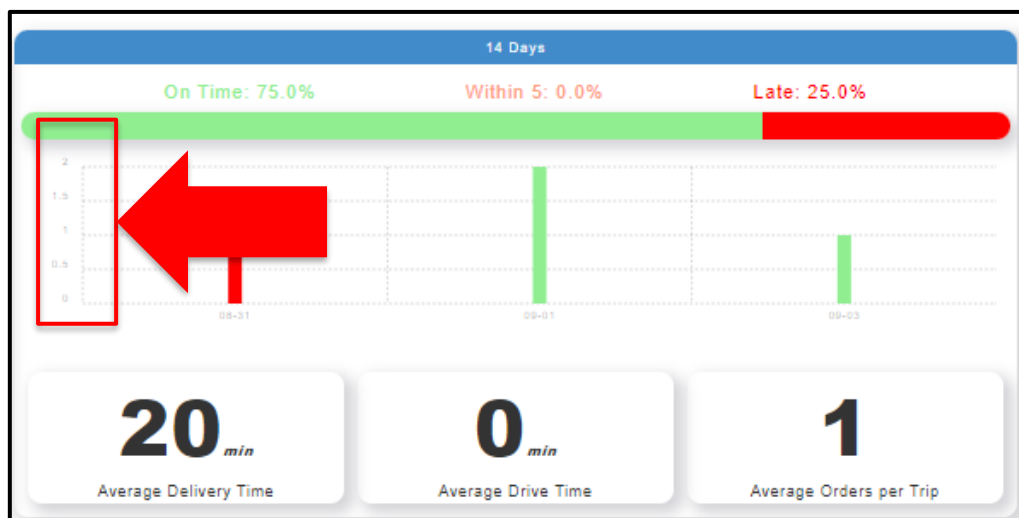 14 Days
On Time: 75.0% Within 5: 0.0% Late: 25.0%
2
1.5
1
0.5
0
08-31 09-01 09-03
20 min 0 min 1
Average Delivery Time Average Drive Time Average Orders per Trip